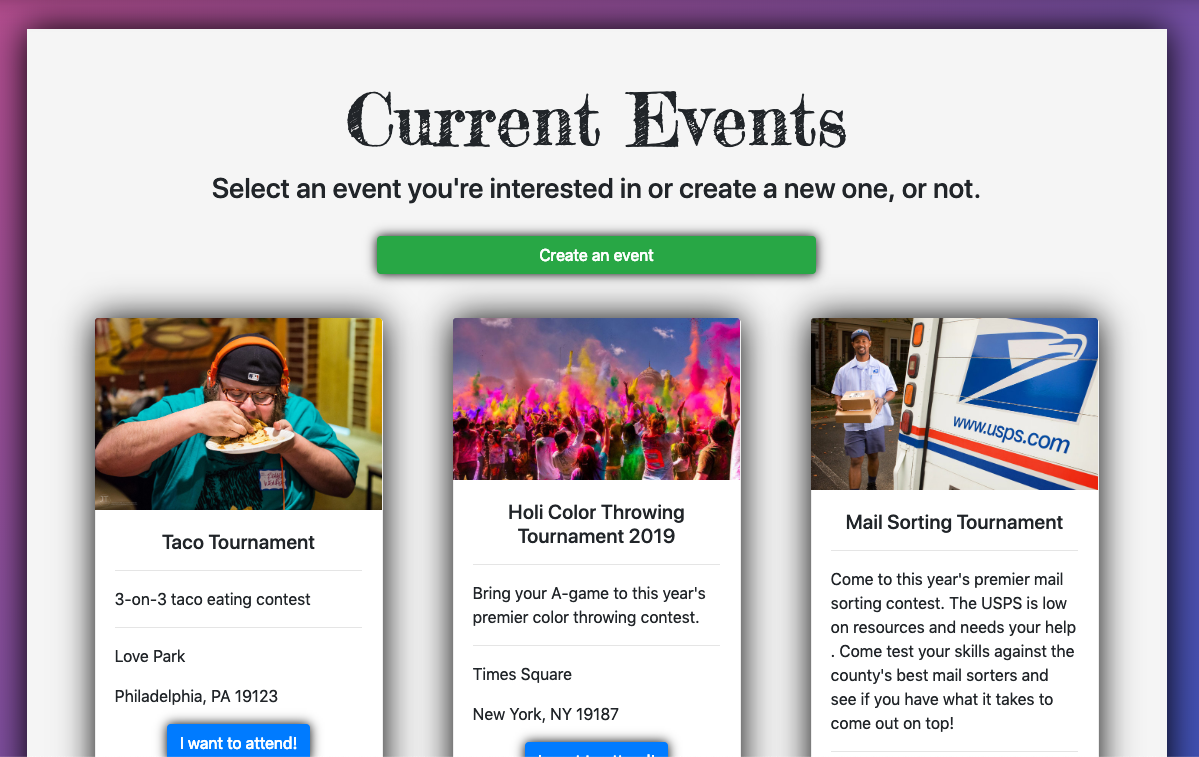 Current Events
Select an event you're interested in or create a new one, or not.
Create an event
www.usps.com
Taco Tournament
3-on-3 taco eating contest
Love Park
Philadelphia, PA 19123
I want to attend!
Holi Color Throwing
Tournament 2019
Bring your A-game to this year's
premier color throwing contest.
Times Square
New York, NY 19187
Mail Sorting Tournament
Come to this year's premier mail
sorting contest. The USPS is low
on resources and needs your help
. Come test your skills against the
county's best mail sorters and
see if you have what it takes to
come out on top!